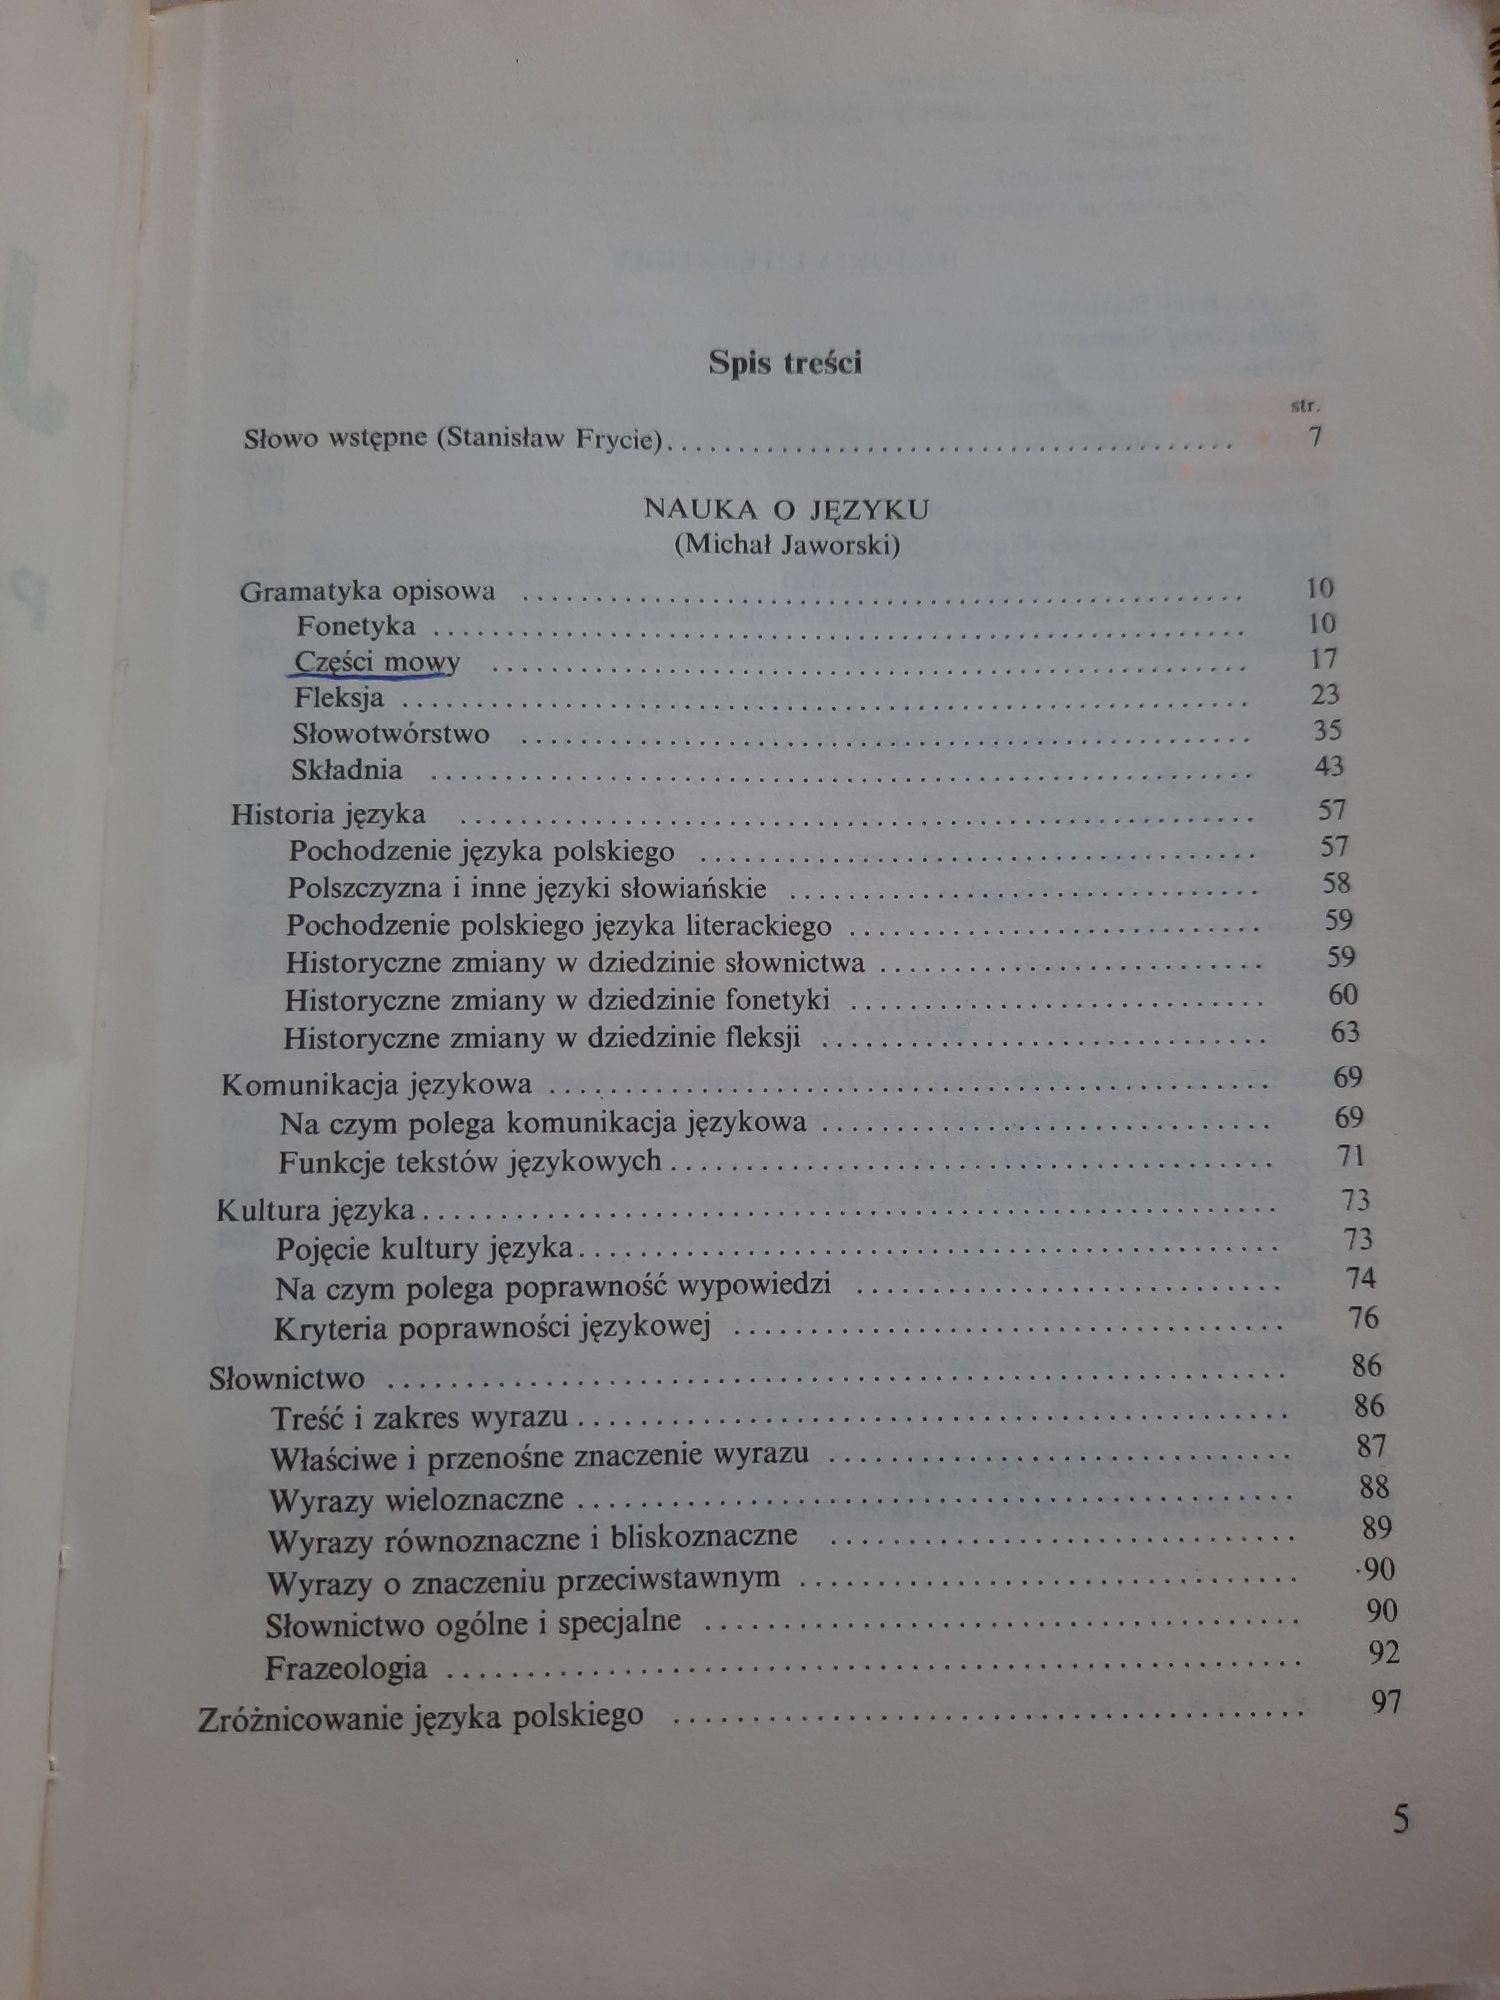 Spis treści
str.
Słowo wstępne (Stanisław Frycie)........................................ 7
NAUKA O JĘZYKU
(Michał Jaworski)
Gramatyka opisowa .................................................. 10
Fonetyka ........................................................ 10
Części mowy .................................................... 17
Fleksja .......................................................... 23
Słowotwórstwo .................................................. 35
Składnia ........................................................ 43
Historia języka ...................................................... 57
Pochodzenie języka polskiego ...................................... 57
Polszczyzna i inne języki słowiańskie ................................ 58
Pochodzenie polskiego języka literackiego ............................ 59
Historyczne zmiany w dziedzinie słownictwa .......................... 59
Historyczne zmiany w dziedzinie fonetyki ............................ 60
Historyczne zmiany w dziedzinie fleksji .............................. 63
Komunikacja językowa ................................................ 69
Na czym polega komunikacja językowa .............................. 69
Funkcje tekstów językowych ........................................ 71
Kultura języka ...................................................... 73
Pojęcie kultury języka .............................................. 73
Na czym polega poprawność wypowiedzi ............................ 74
Kryteria poprawności językowej .................................... 76
Słownictwo .......................................................... 86
Treść i zakres wyrazu .............................................. 86
Właściwe i przenośne znaczenie wyrazu .............................. 87
Wyrazy wieloznaczne .............................................. 88
Wyrazy równoznaczne i bliskoznaczne .............................. 89
Wyrazy o znaczeniu przeciwstawnym ................................ 90
Słownictwo ogólne i specjalne ...................................... 90
Frazeologia ...................................................... 92
Zróżnicowanie języka polskiego ........................................ 97
5